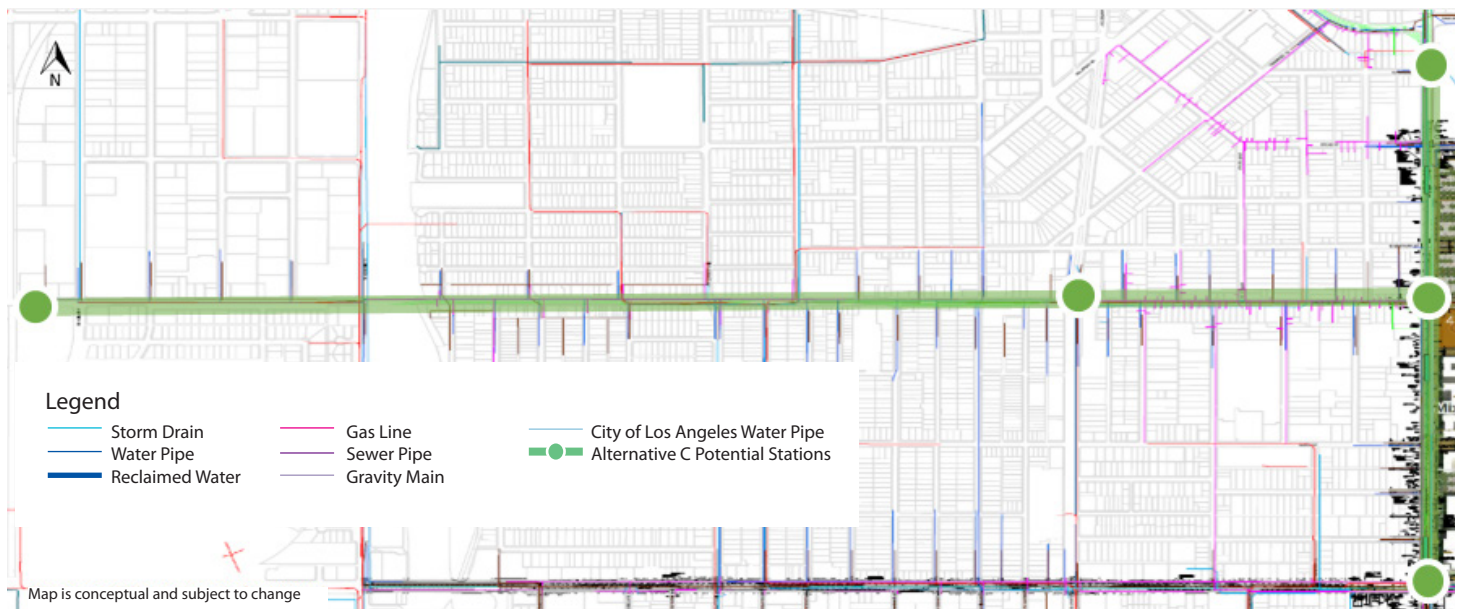 N
Legend
Storm Drain
Water Pipe
Reclaimed Water
Gas Line
Sewer Pipe
Gravity Main
City of Los Angeles Water Pipe
Alternative C Potential Stations
Map is conceptual and subject to change